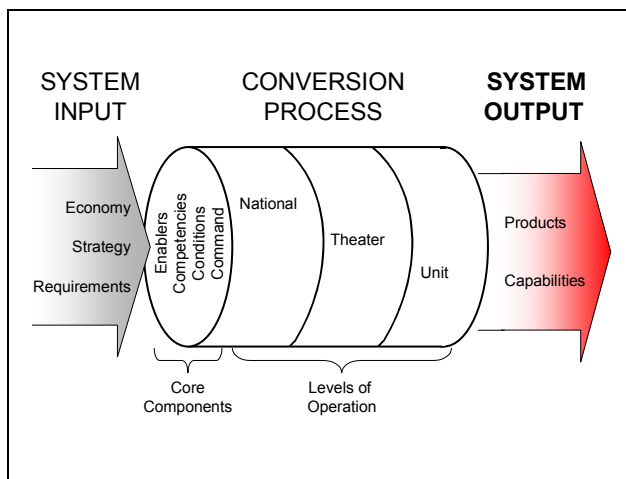 SYSTEM
INPUT
CONVERSION
PROCESS
SYSTEM
OUTPUT
Economy
Strategy
Requirements
Enablers
Competencies
Conditions
Command
National
Theater
Unit
Products
Capabilities
Core
Components
Levels of
Operation